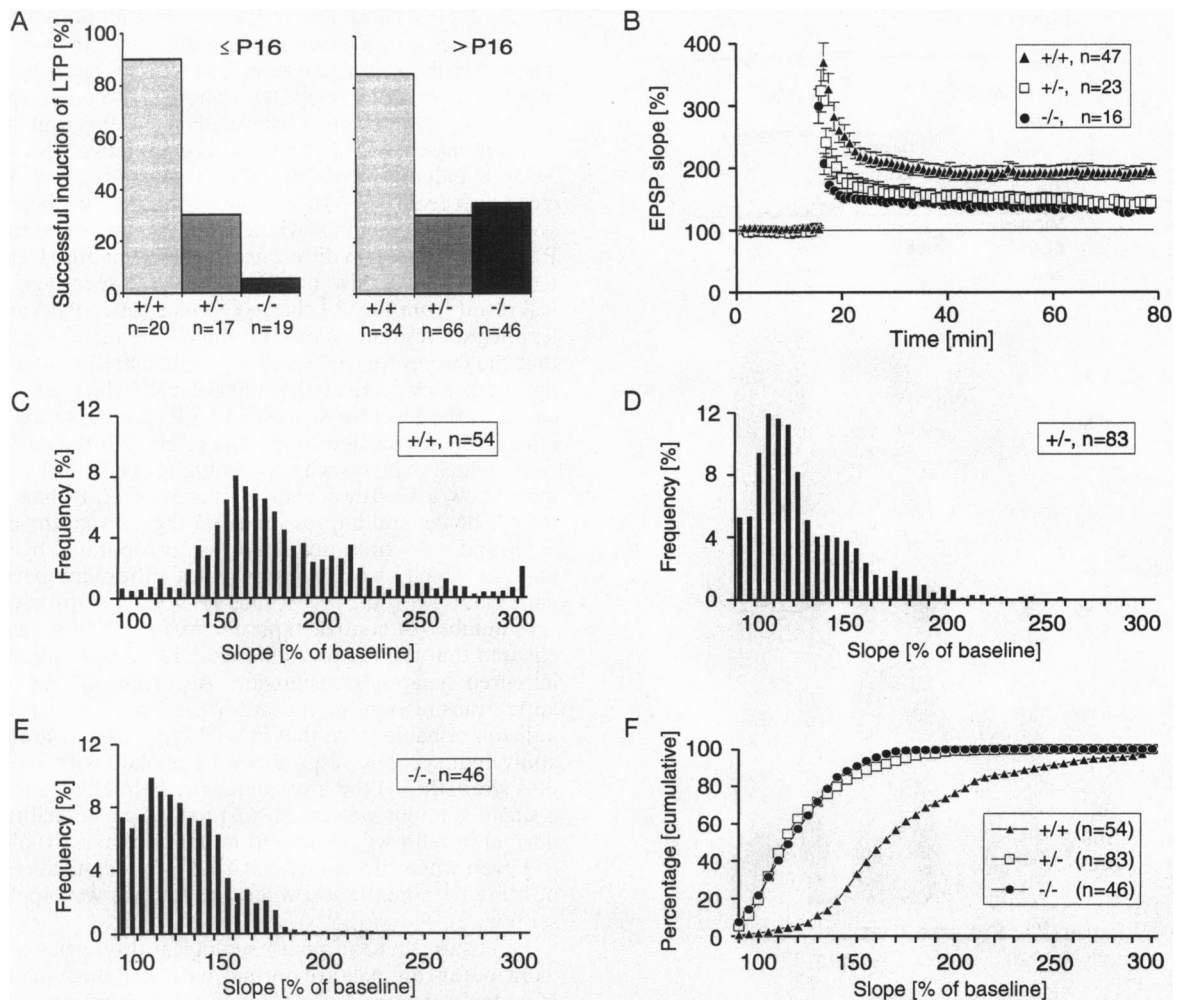 A
Successful induction of LTP [%]
100
80
60
40
20
0
≤ P16
> P16
+/+ +/- -/-
n=20 n=17 n=19
+/+ +/- -/-
n=34 n=66 n=46
B
EPSP slope [%]
400
300
200
150
100
0
0 20 40 60 80
Time [min]
+/+, n=47
+/-, n=23
-/-, n=16
C
Frequency [%]
12
8
4
0
+/+, n=54
100 150 200 250 300
Slope [% of baseline]
D
Frequency [%]
12
8
4
0
+/-, n=83
100 150 200 250 300
Slope [% of baseline]
E
Frequency [%]
12
8
4
0
-/-, n=46
100 150 200 250 300
Slope [% of baseline]
F
Percentage [cumulative]
100
80
60
40
20
0
+/+ (n=54)
+/- (n=83)
-/- (n=46)
100 150 200 250 300
Slope [% of baseline]